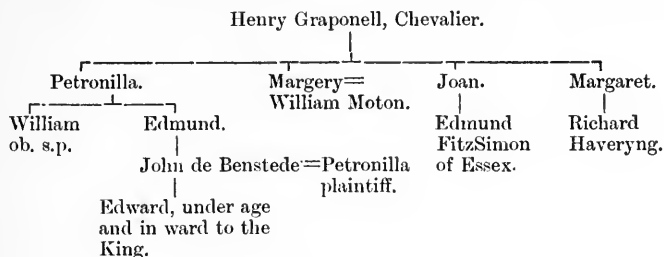 Henry Graponell, Chevalier.
Petronilla. Margery= Joan. Margaret.
William Moton.
William Edmund. Edmund Richard
ob. s.p. FitzSimon Haveryng.
John de Benstede=Petronilla of Essex.
plaintiff.
Edward, under age
and in ward to the
King.